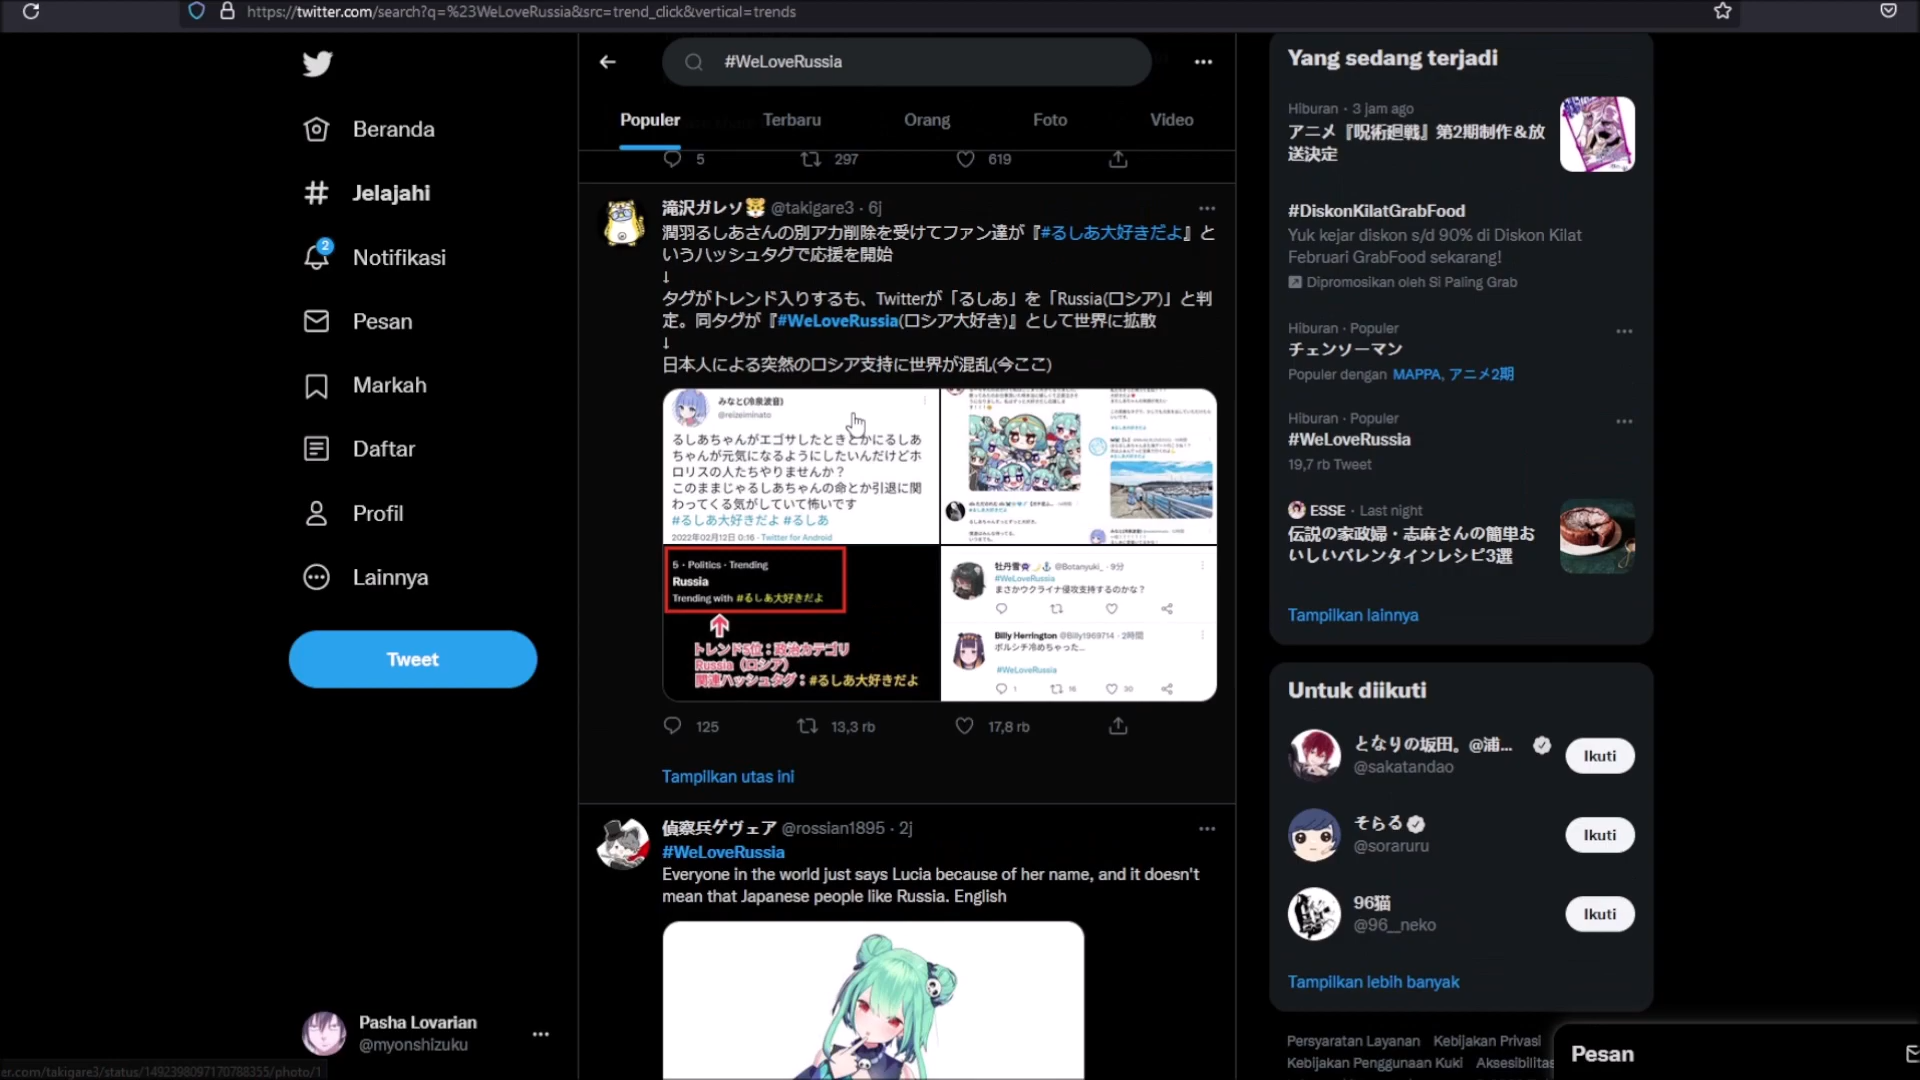 https://twitter.com/search?q=%23WeLoveRussia&src=trend_click&vertical=trends
Beranda
Jelajahi
2
Notifikasi
Pesan
Markah
Daftar
Profil
Lainnya
Tweet
Pasha Lovarian
@myonshizuku
er.com/takigare3/status/1492398097170788355/photo/1
#WeLoveRussia
Populer
Terbaru
Orang
Foto
Video
5
297
619
滝沢ガレソ🐯 @takigare3 · 6j
潤羽るしあさんの別アカ削除を受けてファン達が『#るしあ大好きだよ』と
いうハッシュタグで応援を開始
↓
タグがトレンド入りするも、Twitterが「るしあ」を「Russia(ロシア)」と判
定。同タグが『#WeLoveRussia(ロシア大好き)』として世界に拡散
↓
日本人による突然のロシア支持に世界が混乱(今ここ)
みなと(冷泉波音)
@reizeiminato
るしあちゃんがエゴサしたときとかにるしあ
ちゃんが元気になるようにしたいんだけどホ
ロリスの人たちやりませんか？
このままじゃるしあちゃんの命とか引退に関
わってくる気がしていて怖いです
#るしあ大好きだよ #るしあ
2022年02月12日 0:16 · Twitter for Android
5 · Politics · Trending
Russia
Trending with #るしあ大好きだよ
トレンド5位：政治カテゴリ
Russia（ロシア）
関連ハッシュタグ：#るしあ大好きだよ
@Botanyuki_ · 9分
#WeLoveRussia
まさかウクライナ侵攻支持するのかな？
Billy Herrington @Billy1969714 · 2時間
ボルシチ冷めちゃった...
#WeLoveRussia
1
16
30
125
13,3 rb
17,8 rb
Tampilkan utas ini
偵察兵ゲヴェア @rossian1895 · 2j
#WeLoveRussia
Everyone in the world just says Lucia because of her name, and it doesn't
mean that Japanese people like Russia. English
Yang sedang terjadi
Hiburan · 3 jam ago
アニメ『呪術廻戦』第2期制作＆放
送決定
#DiskonKilatGrabFood
Yuk kejar diskon s/d 90% di Diskon Kilat
Februari GrabFood sekarang!
Dipromosikan oleh Si Paling Grab
Hiburan · Populer
チェンソーマン
Populer dengan MAPPA, アニメ2期
Hiburan · Populer
#WeLoveRussia
19,7 rb Tweet
ESSE · Last night
伝説の家政婦・志麻さんの簡単お
いしいバレンタインレシピ3選
Tampilkan lainnya
Untuk diikuti
となりの坂田。@浦...
@sakatandao
Ikuti
そらる
@soraruru
Ikuti
96猫
@96__neko
Ikuti
Tampilkan lebih banyak
Persyaratan Layanan Kebijakan Privasi
Kebijakan Penggunaan Kuki Aksesibilitas
Pesan